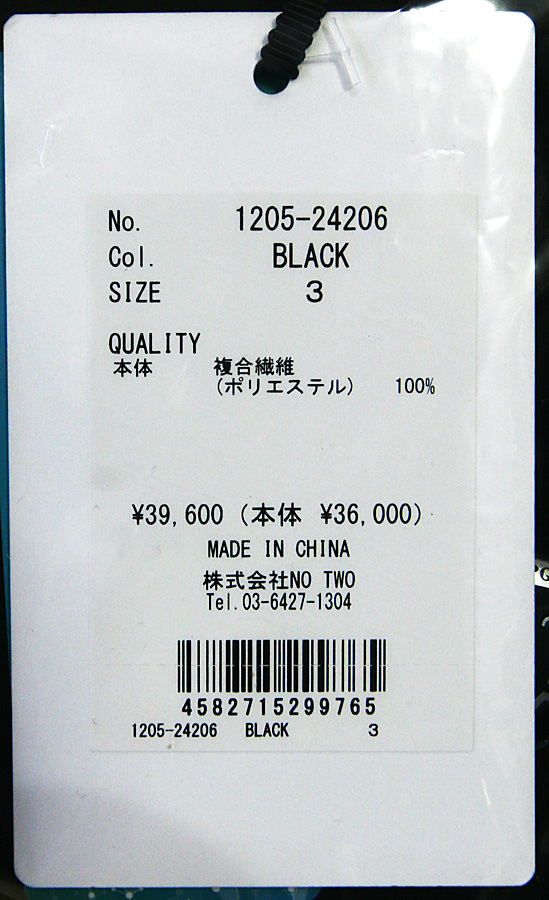 No. 1205-24206
Col. BLACK
SIZE 3
QUALITY
本体 複合繊維
(ポリエステル) 100%
¥39,600 (本体 ¥36,000)
MADE IN CHINA
株式会社NO TWO
Tel.03-6427-1304
4582715299765
1205-24206 BLACK 3